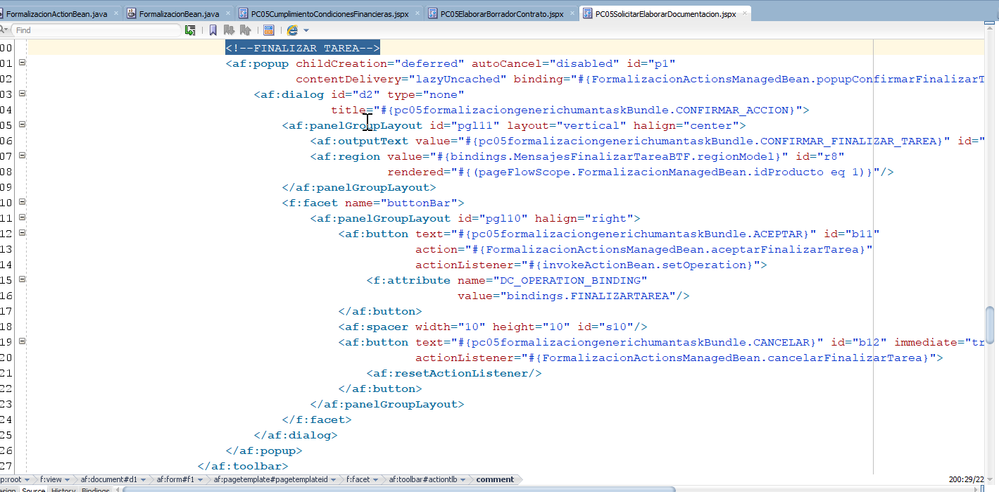 FormalizacionActionBean.java
FormalizacionBean.java
PC05CumplimientoCondicionesFinancieras.jspx
PC05ElaborarBorradorContrato.jspx
PC05SolicitarElaborarDocumentacion.jspx
Find
00 <!--FINALIZAR TAREA-->
01 <af:popup childCreation="deferred" autoCancel="disabled" id="p1"
02 contentDelivery="lazyUncached" binding="#{FormalizacionActionsManagedBean.popupConfirmarFinalizarT
03 <af:dialog id="d2" type="none"
04 title="#{pc05formalizaciongenerichumantaskBundle.CONFIRMAR_ACCION}">
05 <af:panelGroupLayout id="pgl11" layout="vertical" halign="center">
06 <af:outputText value="#{pc05formalizaciongenerichumantaskBundle.CONFIRMAR_FINALIZAR_TAREA}" id="
07 <af:region value="#{bindings.MensajesFinalizarTareaBTF.regionModel}" id="r8"
08 rendered="#{(pageFlowScope.FormalizacionManagedBean.idProducto eq 1)}"/>
09 </af:panelGroupLayout>
10 <f:facet name="buttonBar">
11 <af:panelGroupLayout id="pgl10" halign="right">
12 <af:button text="#{pc05formalizaciongenerichumantaskBundle.ACEPTAR}" id="b11"
13 action="#{FormalizacionActionsManagedBean.aceptarFinalizarTarea}"
14 actionListener="#{invokeActionBean.setOperation}">
15 <f:attribute name="DC_OPERATION_BINDING"
16 value="bindings.FINALIZARTAREA"/>
17 </af:button>
18 <af:spacer width="10" height="10" id="s10"/>
19 <af:button text="#{pc05formalizaciongenerichumantaskBundle.CANCELAR}" id="b12" immediate="tr
20 actionListener="#{FormalizacionActionsManagedBean.cancelarFinalizarTarea}">
21 <af:resetActionListener/>
22 </af:button>
23 </af:panelGroupLayout>
24 </f:facet>
25 </af:dialog>
26 </af:popup>
27 </af:toolbar>
p:root f:view af:document#d1 af:form#f1 af:pagetemplate#pagetemplateid f:facet af:toolbar#actiontlb comment 200:29/22
esign Source History Bindings